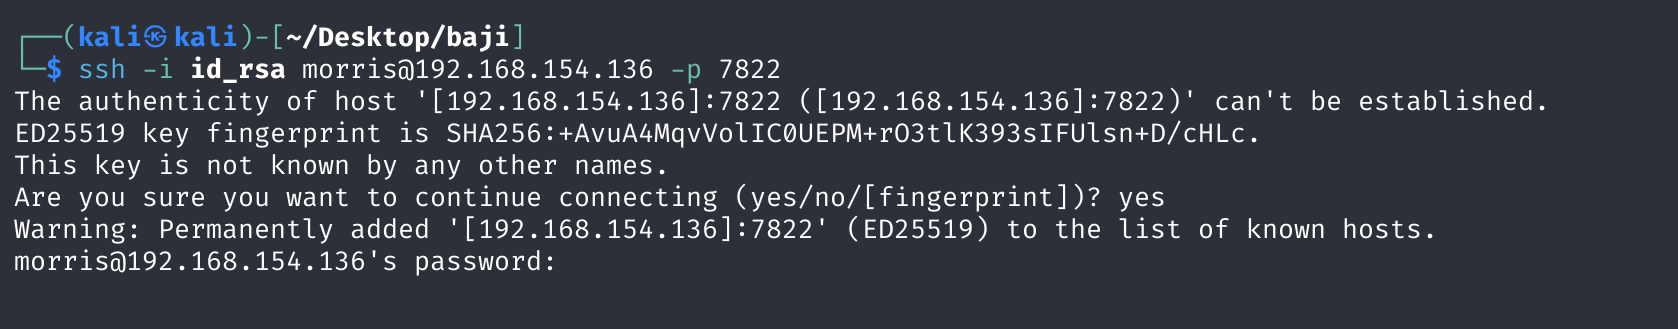 ┌──(kali㉿kali)-[~/Desktop/baji]
└─$ ssh -i id_rsa morris@192.168.154.136 -p 7822
The authenticity of host '[192.168.154.136]:7822 ([192.168.154.136]:7822)' can't be established.
ED25519 key fingerprint is SHA256:+AvuA4MqvVolIC0UEPM+rO3tlK393sIFUlsn+D/cHLc.
This key is not known by any other names.
Are you sure you want to continue connecting (yes/no/[fingerprint])? yes
Warning: Permanently added '[192.168.154.136]:7822' (ED25519) to the list of known hosts.
morris@192.168.154.136's password: